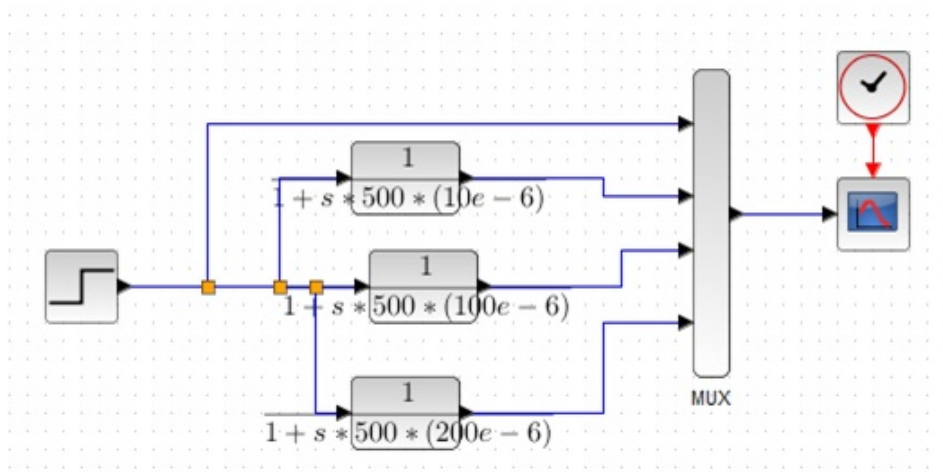 1
1 + s * 500 * (10e − 6)
1
1 + s * 500 * (100e − 6)
1
1 + s * 500 * (200e − 6)
MUX